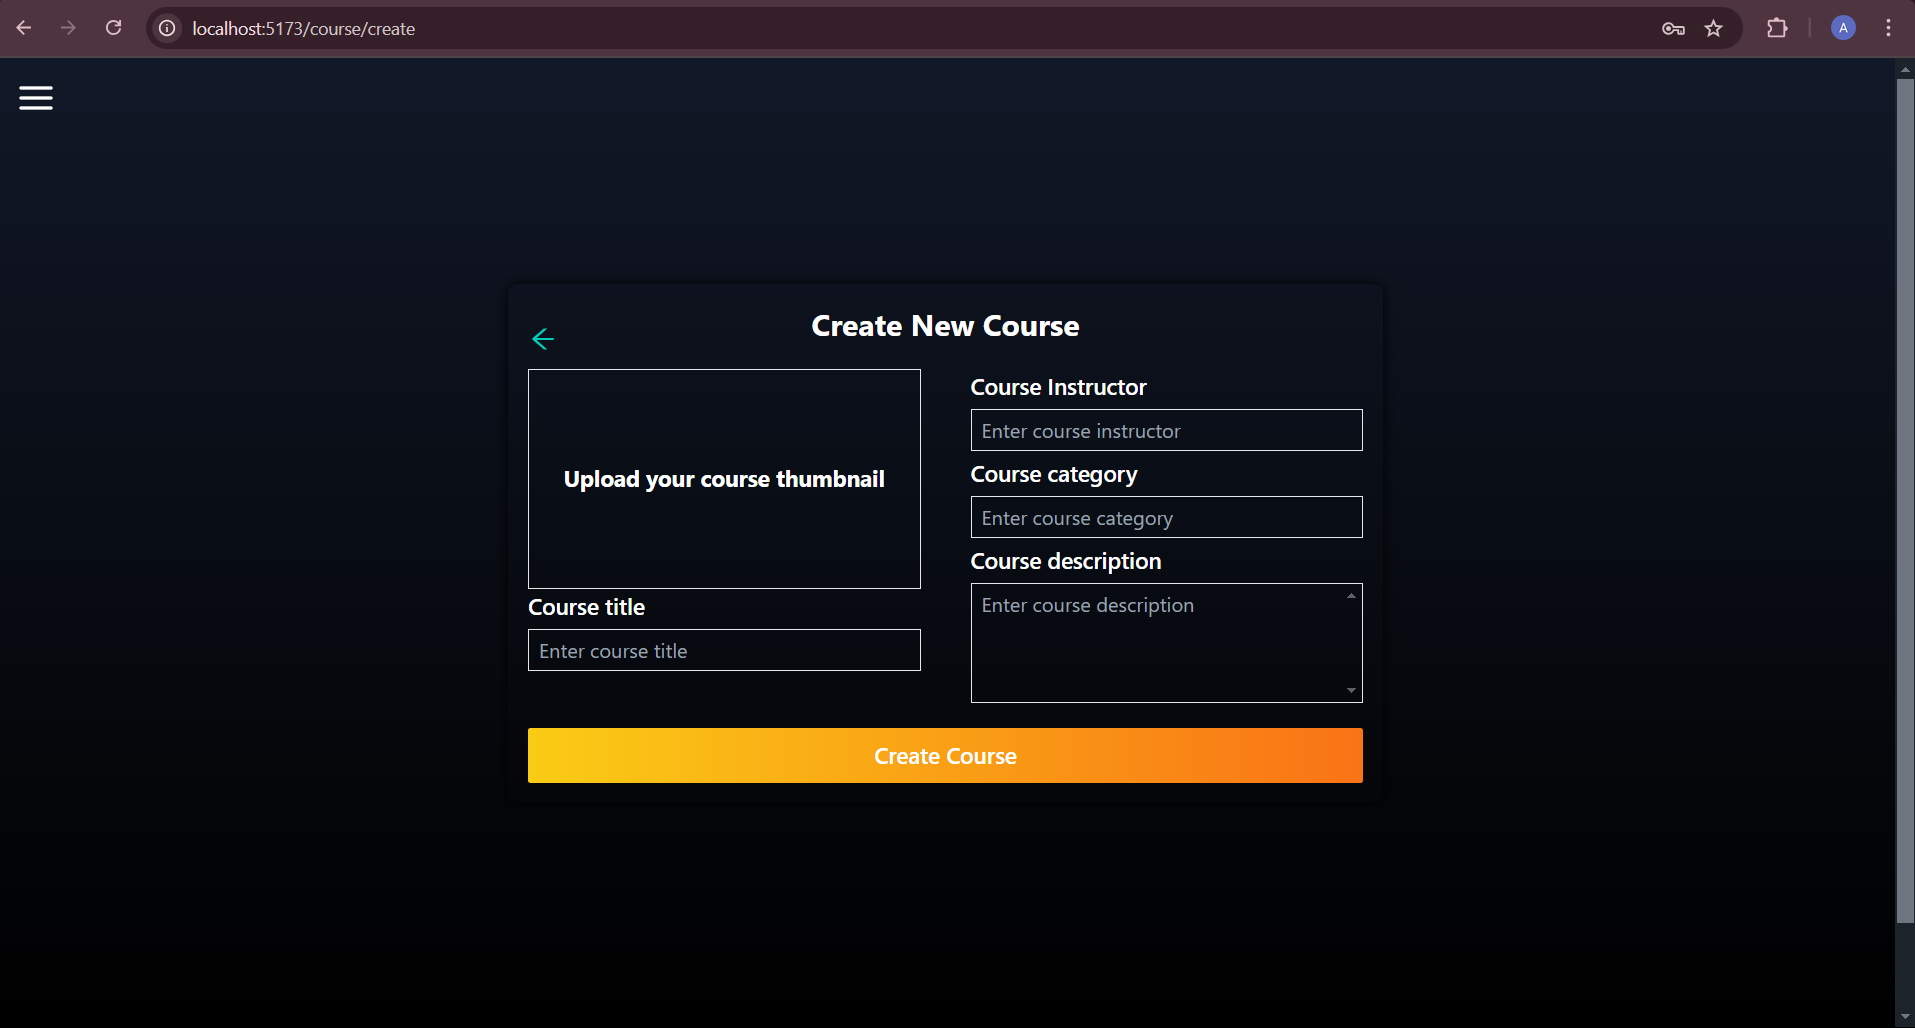 localhost:5173/course/create
A
Create New Course
Upload your course thumbnail
Course title
Enter course title
Course Instructor
Enter course instructor
Course category
Enter course category
Course description
Enter course description
Create Course